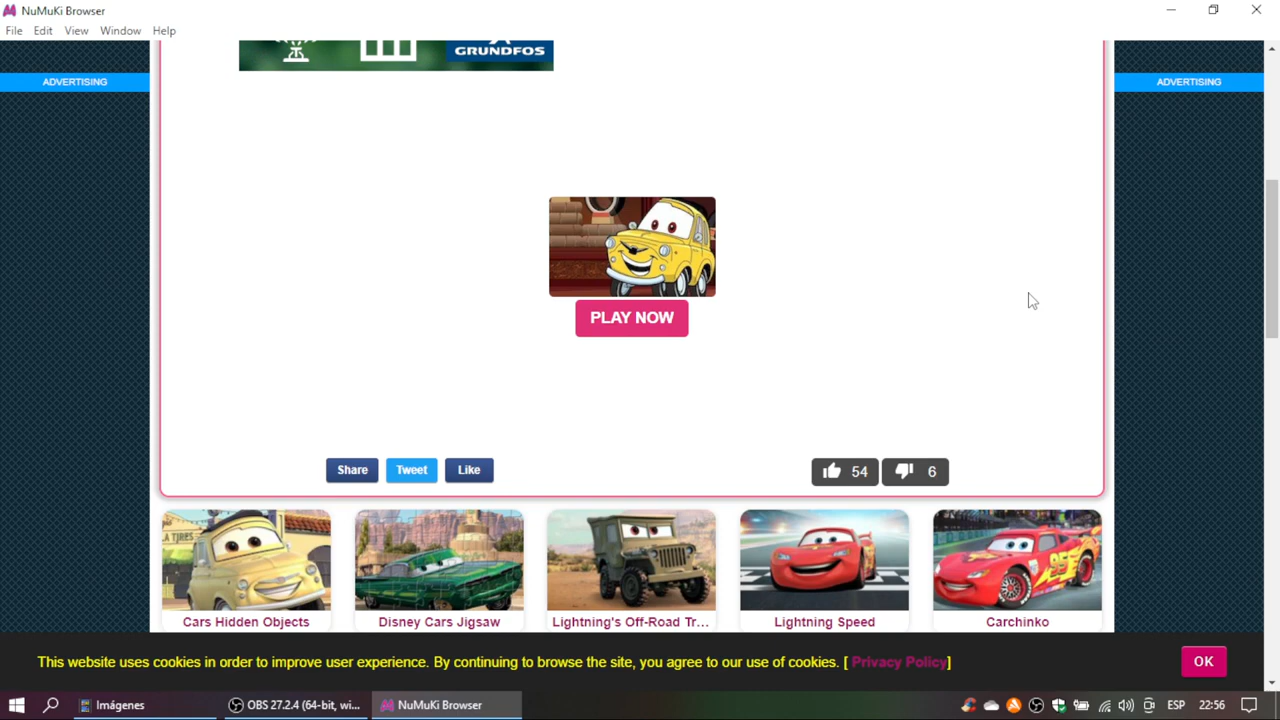 NuMuKi Browser
File Edit View Window Help
GRUNDFOS
ADVERTISING
ADVERTISING
PLAY NOW
Share Tweet Like
54 6
Cars Hidden Objects
Disney Cars Jigsaw
Lightning's Off-Road Tr...
Lightning Speed
Carchinko
This website uses cookies in order to improve user experience. By continuing to browse the site, you agree to our use of cookies. [ Privacy Policy]
OK
Imágenes
OBS 27.2.4 (64-bit, wi...
NuMuKi Browser
ESP 22:56